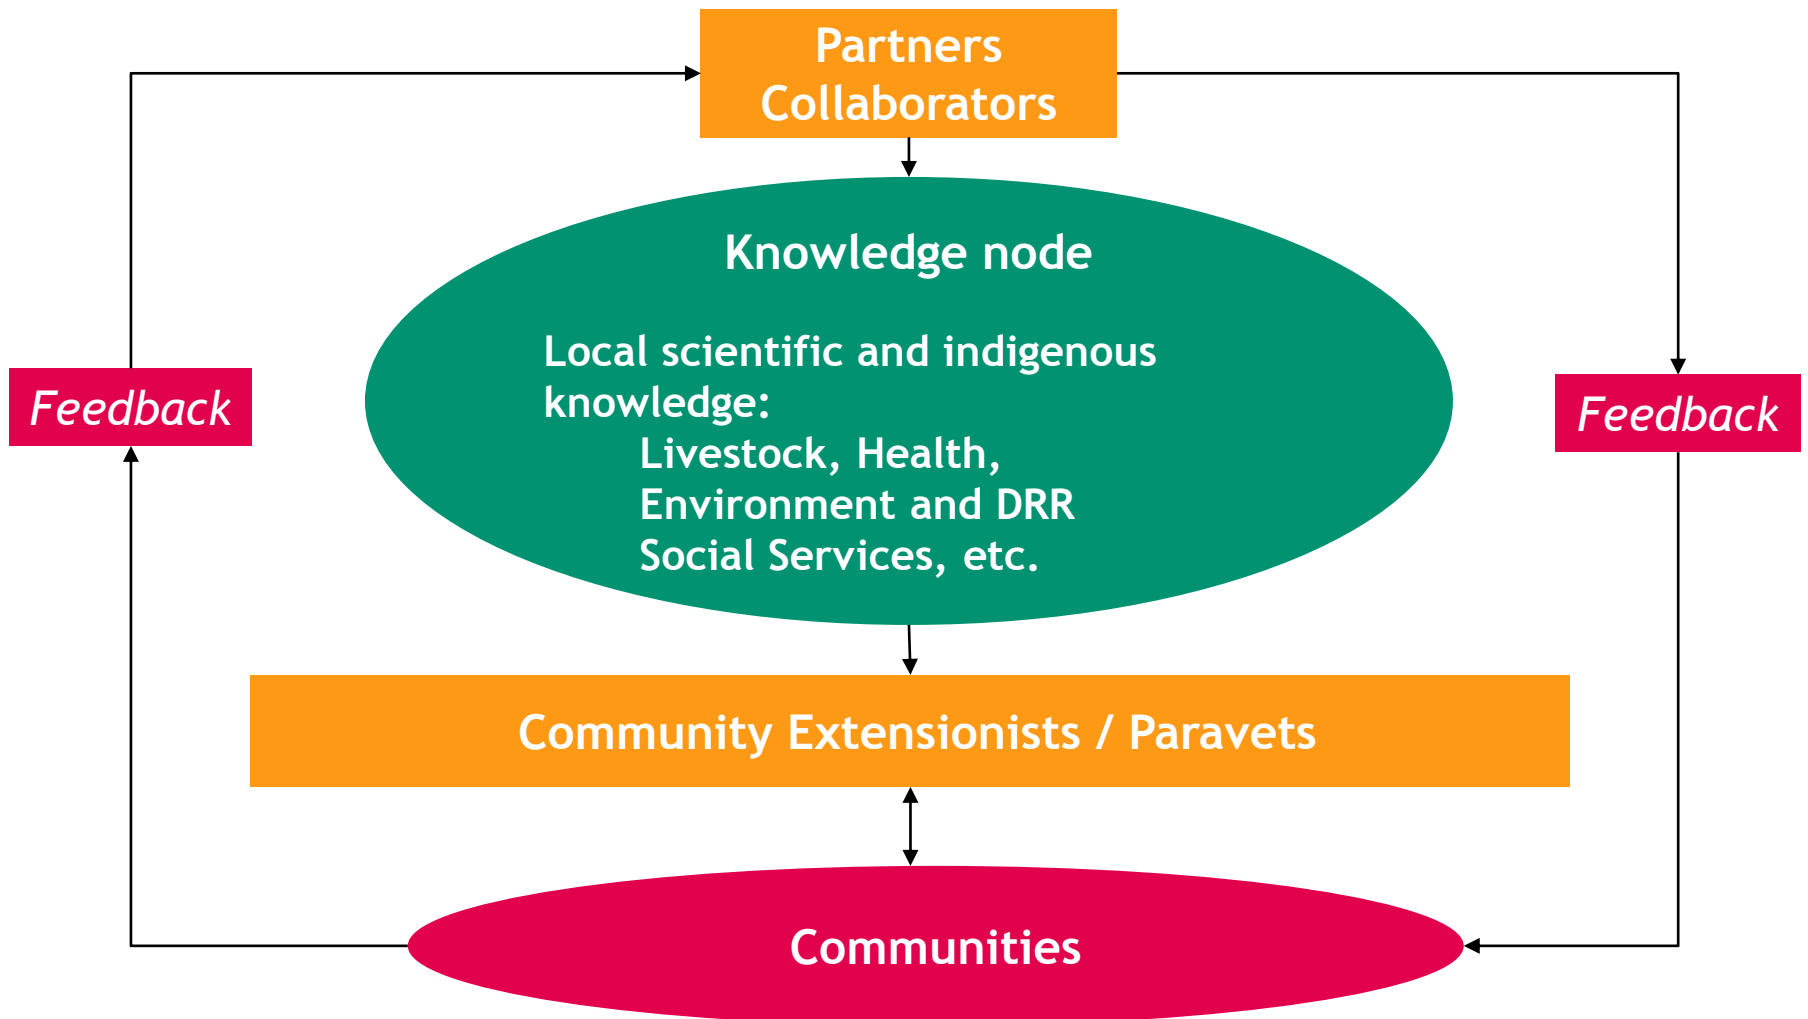 Partners
Collaborators
Knowledge node
Local scientific and indigenous
knowledge:
Livestock, Health,
Environment and DRR
Social Services, etc.
Feedback
Feedback
Community Extensionists / Paravets
Communities